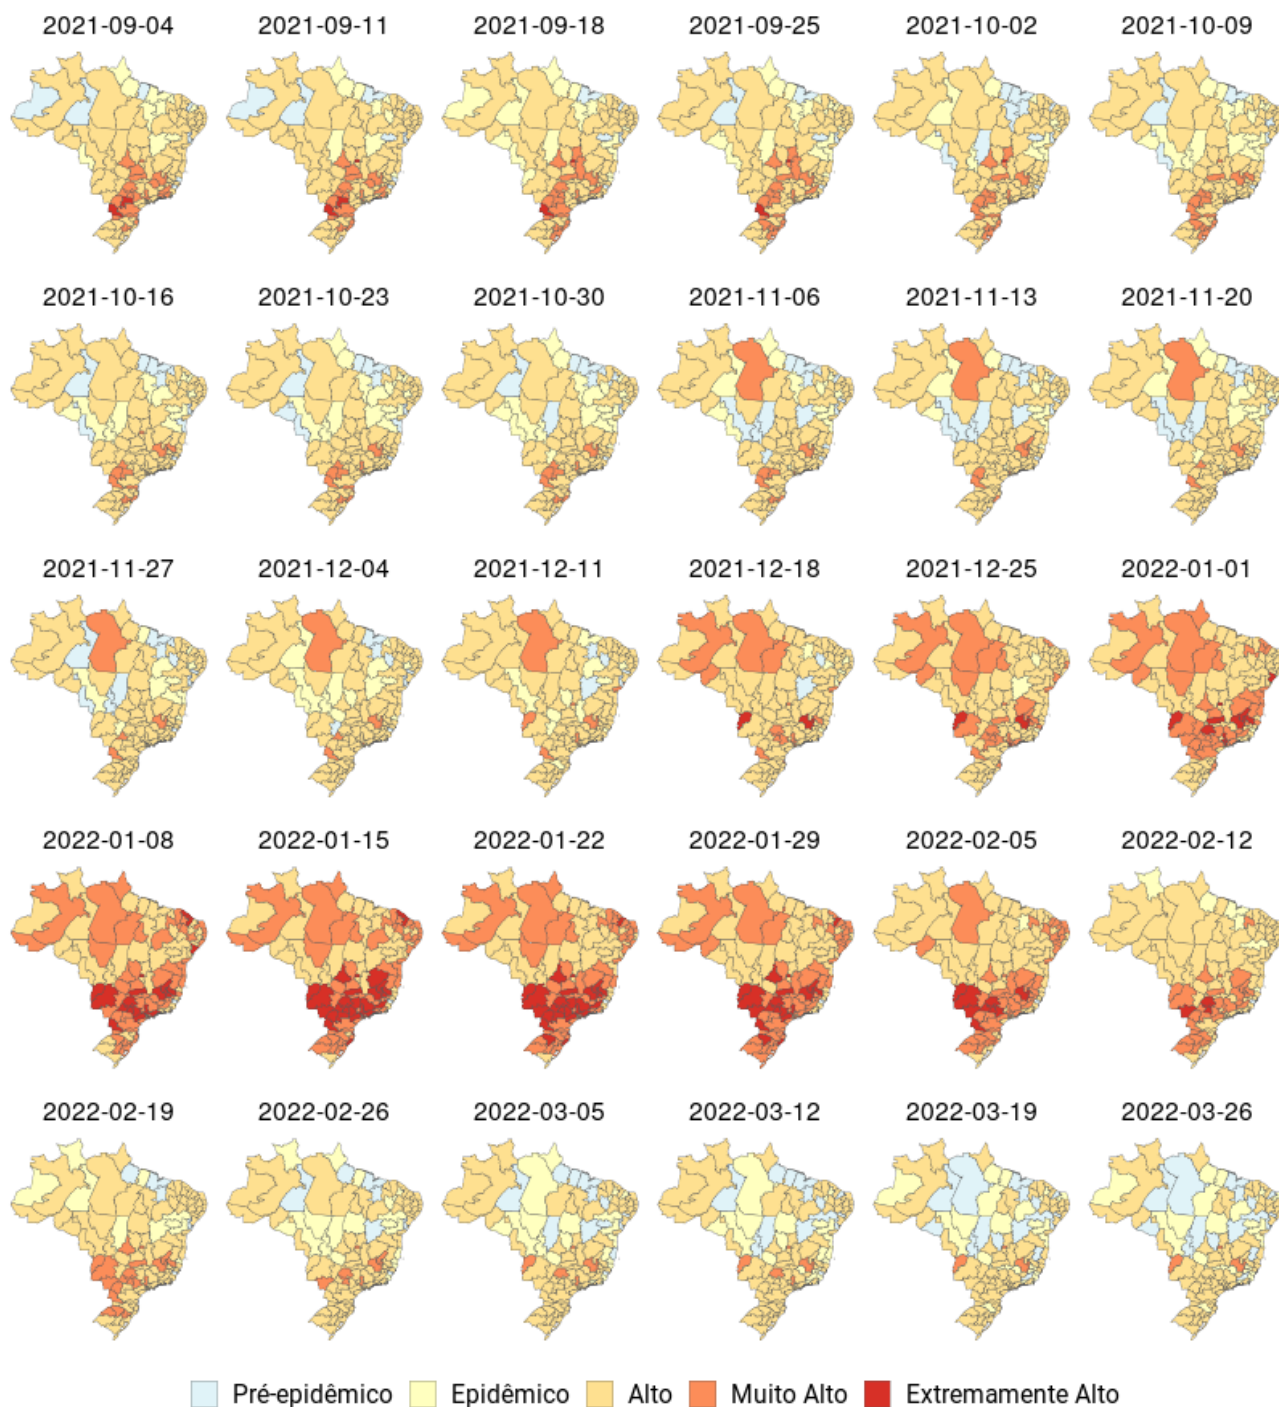 2021-09-04 2021-09-11 2021-09-18 2021-09-25 2021-10-02 2021-10-09
2021-10-16 2021-10-23 2021-10-30 2021-11-06 2021-11-13 2021-11-20
2021-11-27 2021-12-04 2021-12-11 2021-12-18 2021-12-25 2022-01-01
2022-01-08 2022-01-15 2022-01-22 2022-01-29 2022-02-05 2022-02-12
2022-02-19 2022-02-26 2022-03-05 2022-03-12 2022-03-19 2022-03-26
Pré-epidêmico Epidêmico Alto Muito Alto Extremamente Alto